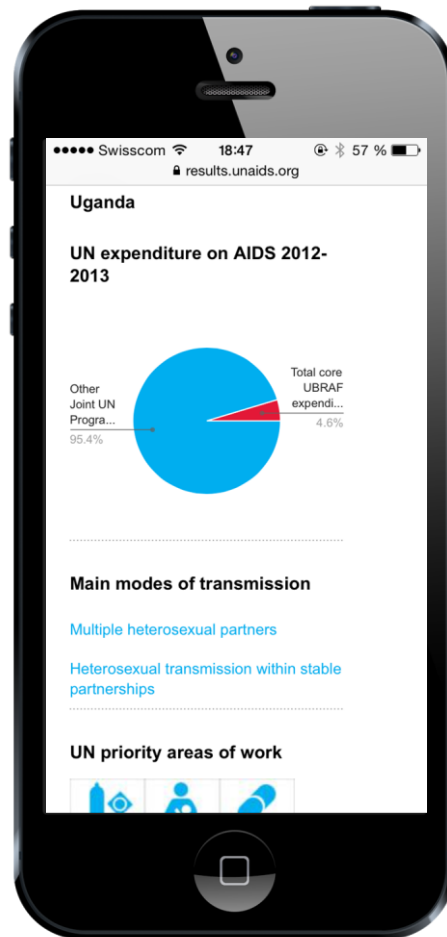 ●●●●● Swisscom 18:47 57 %
results.unaids.org
Uganda
UN expenditure on AIDS 2012-
2013
Other
Joint UN
Progra...
95.4%
Total core
UBRAF
expendi...
4.6%
Main modes of transmission
Multiple heterosexual partners
Heterosexual transmission within stable
partnerships
UN priority areas of work